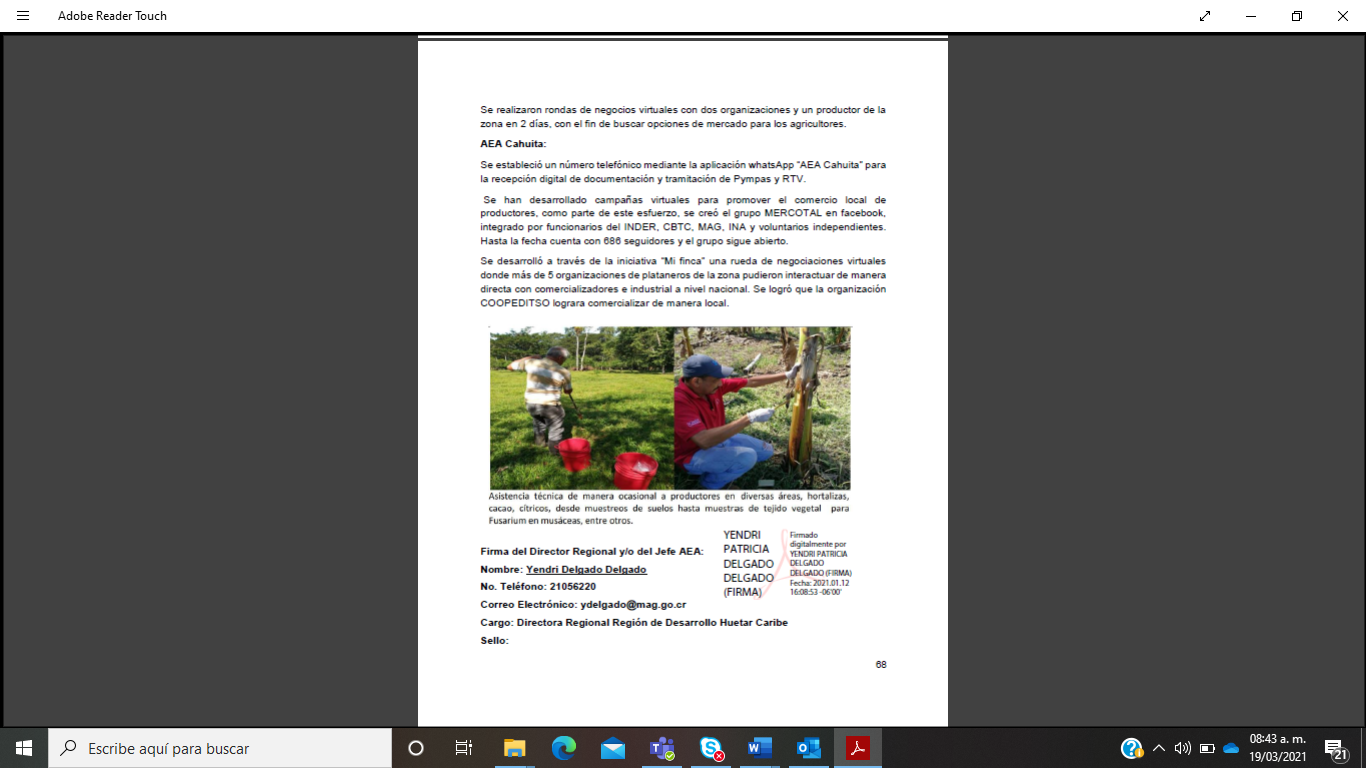 Adobe Reader Touch
Se realizaron rondas de negocios virtuales con dos organizaciones y un productor de la
zona en 2 días, con el fin de buscar opciones de mercado para los agricultores.
AEA Cahuita:
Se estableció un número telefónico mediante la aplicación whatsApp "AEA Cahuita" para
la recepción digital de documentación y tramitación de Pympas y RTV.
Se han desarrollado campañas virtuales para promover el comercio local de
productores, como parte de este esfuerzo, se creó el grupo MERCOTAL en facebook,
integrado por funcionarios del INDER, CBTC, MAG, INA y voluntarios independientes.
Hasta la fecha cuenta con 686 seguidores y el grupo sigue abierto.
Se desarrolló a través de la iniciativa "Mi finca" una rueda de negociaciones virtuales
donde más de 5 organizaciones de plataneros de la zona pudieron interactuar de manera
directa con comercializadores e industrial a nivel nacional. Se logró que la organización
COOPEDITSO lograra comercializar de manera local.
Asistencia técnica de manera ocasional a productores en diversas áreas, hortalizas,
cacao, cítricos, desde muestreos de suelos hasta muestras de tejido vegetal para
Fusarium en musáceas, entre otros.
YENDRI
PATRICIA
DELGADO
DELGADO
(FIRMA)
Firmado
digitalmente por
YENDRI PATRICIA
DELGADO
DELGADO (FIRMA)
Fecha: 2021.01.12
16:08:53 -06'00'
Firma del Director Regional y/o del Jefe AEA:
Nombre: Yendri Delgado Delgado
No. Teléfono: 21056220
Correo Electrónico: ydelgado@mag.go.cr
Cargo: Directora Regional Región de Desarrollo Huetar Caribe
Sello:
68
Escribe aquí para buscar
08:43 a. m.
19/03/2021
21